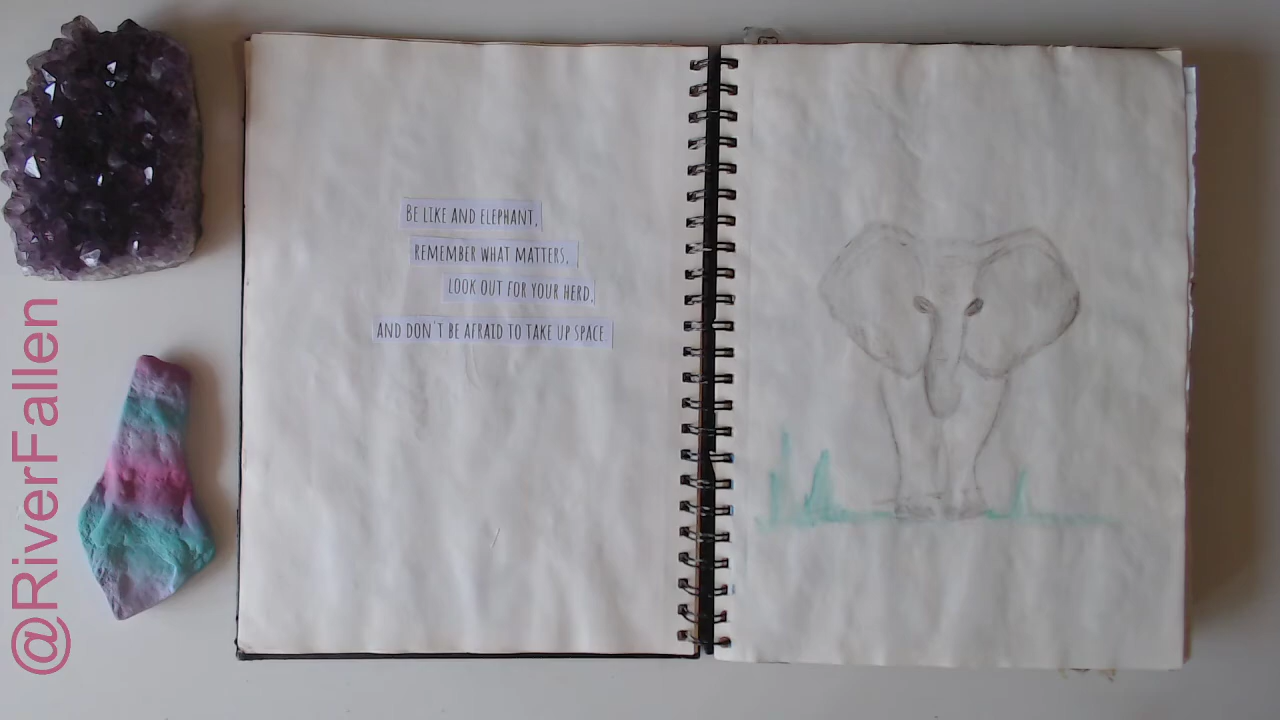 BE LIKE AND ELEPHANT,
REMEMBER WHAT MATTERS,
LOOK OUT FOR YOUR HERD,
AND DON'T BE AFRAID TO TAKE UP SPACE.
@RiverFallen